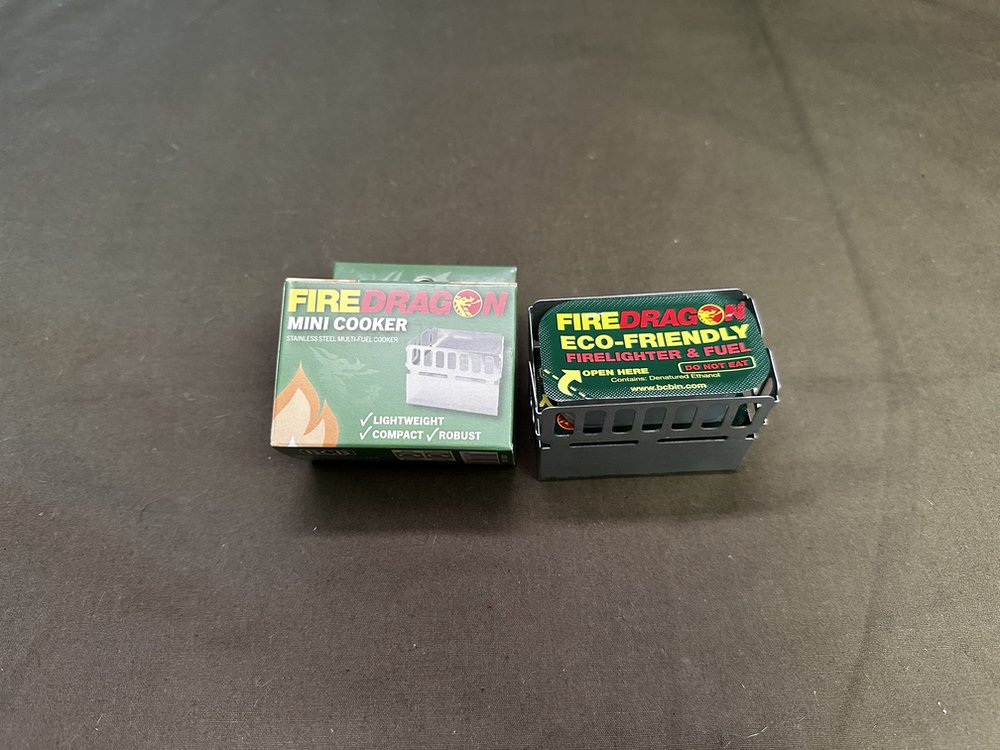 FIREDRAGON
MINI COOKER
STAINLESS STEEL MULTI-FUEL COOKER
✓LIGHTWEIGHT
✓COMPACT ✓ROBUST
BCB
FIREDRAGON
ECO-FRIENDLY
FIRELIGHTER & FUEL
DO NOT EAT
OPEN HERE
Contains: Denatured Ethanol
www.bcbin.com